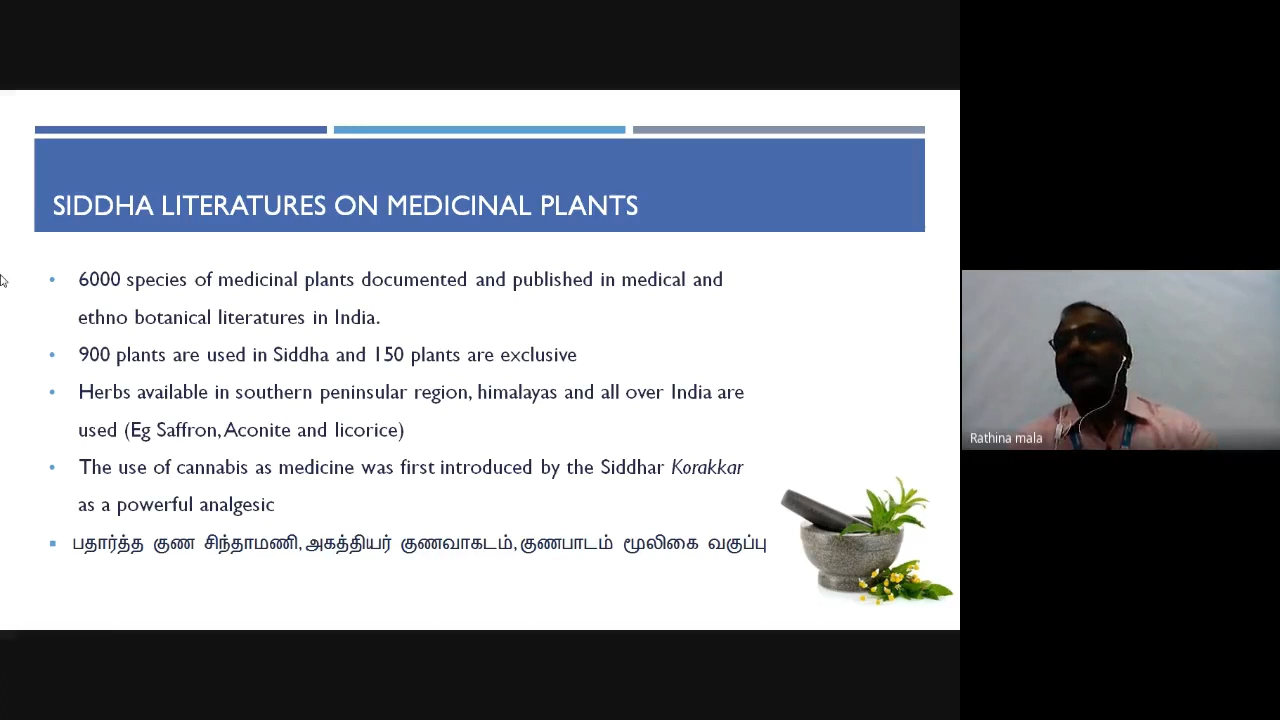 SIDDHA LITERATURES ON MEDICINAL PLANTS
• 6000 species of medicinal plants documented and published in medical and
ethno botanical literatures in India.
• 900 plants are used in Siddha and 150 plants are exclusive
• Herbs available in southern peninsular region, himalayas and all over India are
used (Eg Saffron, Aconite and licorice)
• The use of cannabis as medicine was first introduced by the Siddhar Korakkar
as a powerful analgesic
▪ பதார்த்த குண சிந்தாமணி, அகத்தியர் குணவாகடம், குணபாடம் மூலிகை வகுப்பு
Rathina mala